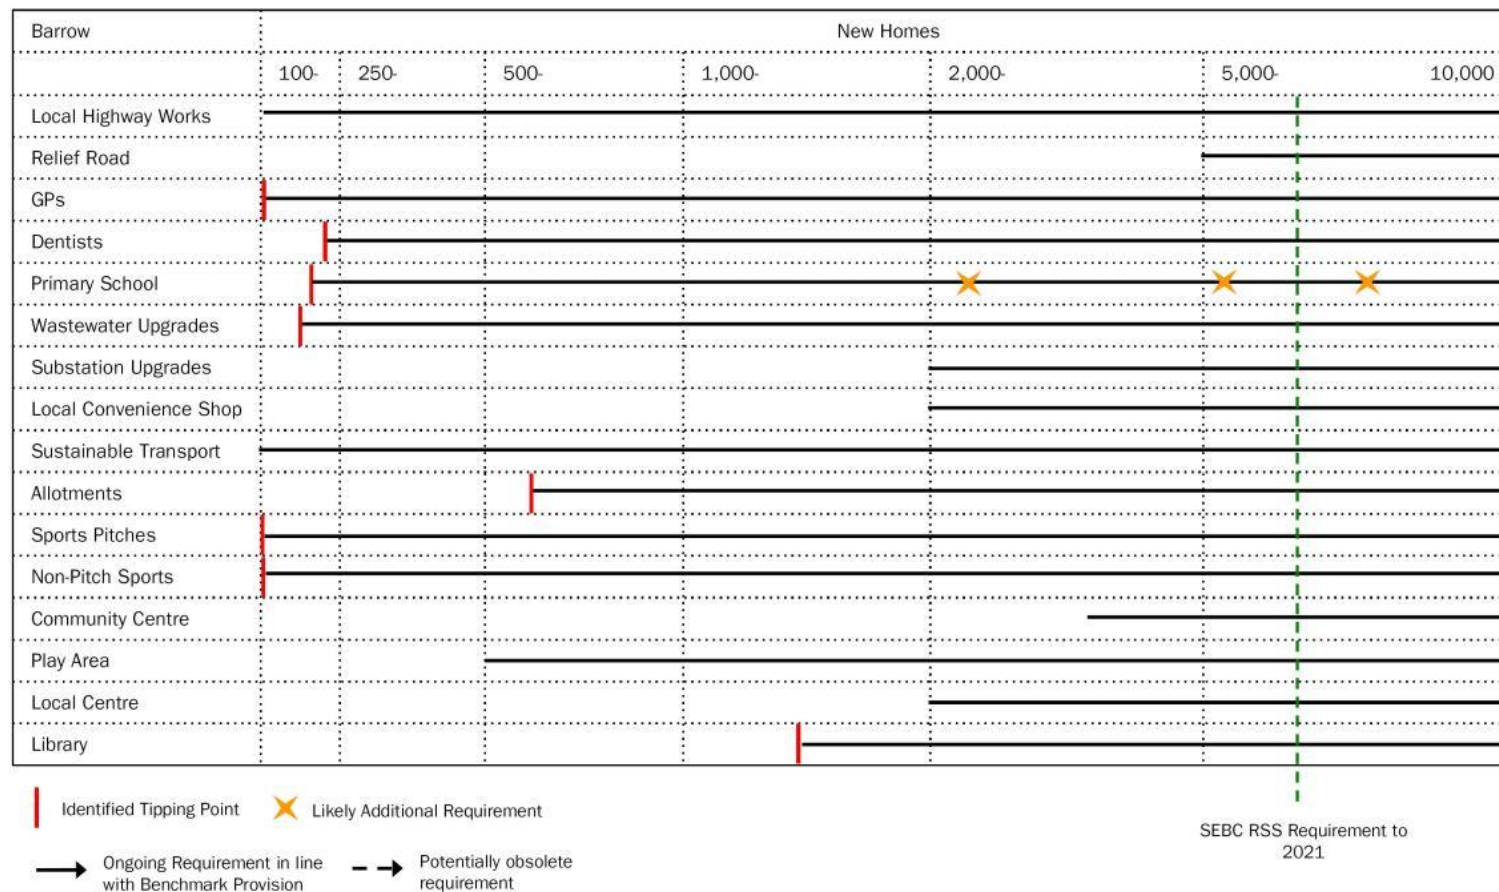 Barrow New Homes
100- 250- 500- 1,000- 2,000- 5,000- 10,000
Local Highway Works
Relief Road
GPs
Dentists
Primary School
Wastewater Upgrades
Substation Upgrades
Local Convenience Shop
Sustainable Transport
Allotments
Sports Pitches
Non-Pitch Sports
Community Centre
Play Area
Local Centre
Library
Identified Tipping Point
Likely Additional Requirement
Ongoing Requirement in line
with Benchmark Provision
Potentially obsolete
requirement
SEBC RSS Requirement to
2021